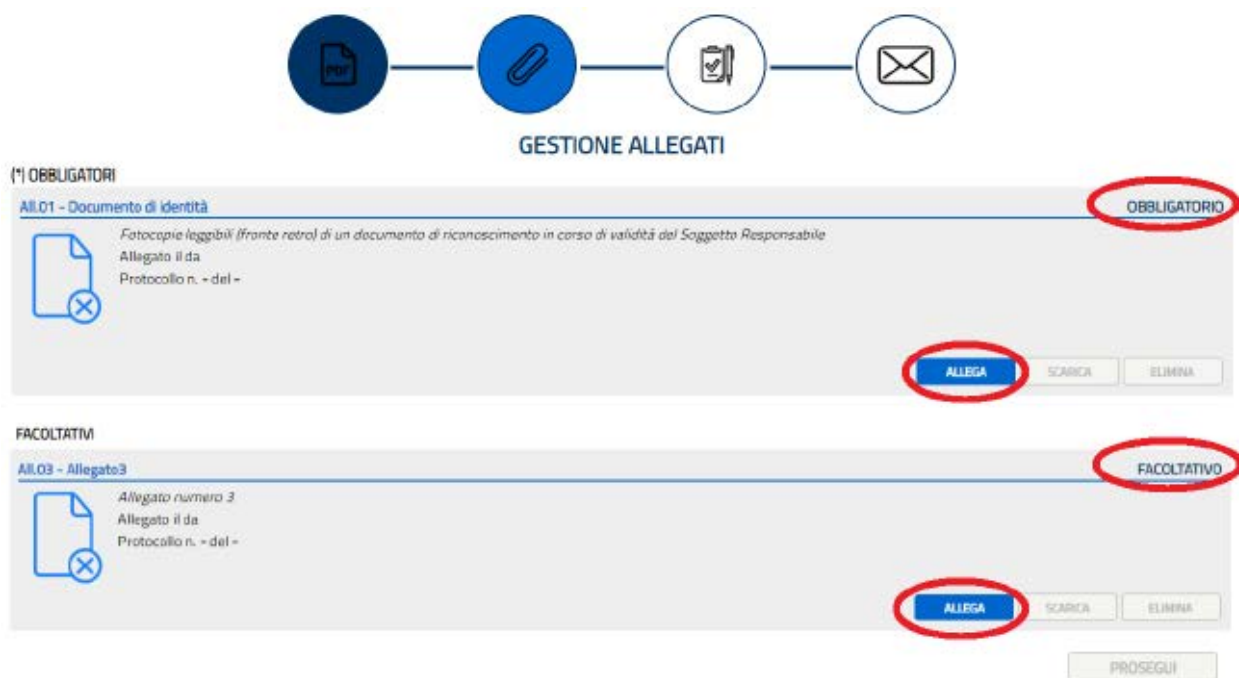 PDF
GESTIONE ALLEGATI
(*) OBBLIGATORI
All.01 - Documento di identità
OBBLIGATORIO
Fotocopie leggibili (fronte retro) di un documento di riconoscimento in corso di validità del Soggetto Responsabile
Allegato il da
Protocollo n. - del -
ALLEGA
SCARICA
ELIMINA
FACOLTATIVI
All.03 - Allegato3
FACOLTATIVO
Allegato numero 3
Allegato il da
Protocollo n. - del -
ALLEGA
SCARICA
ELIMINA
PROSEGUI